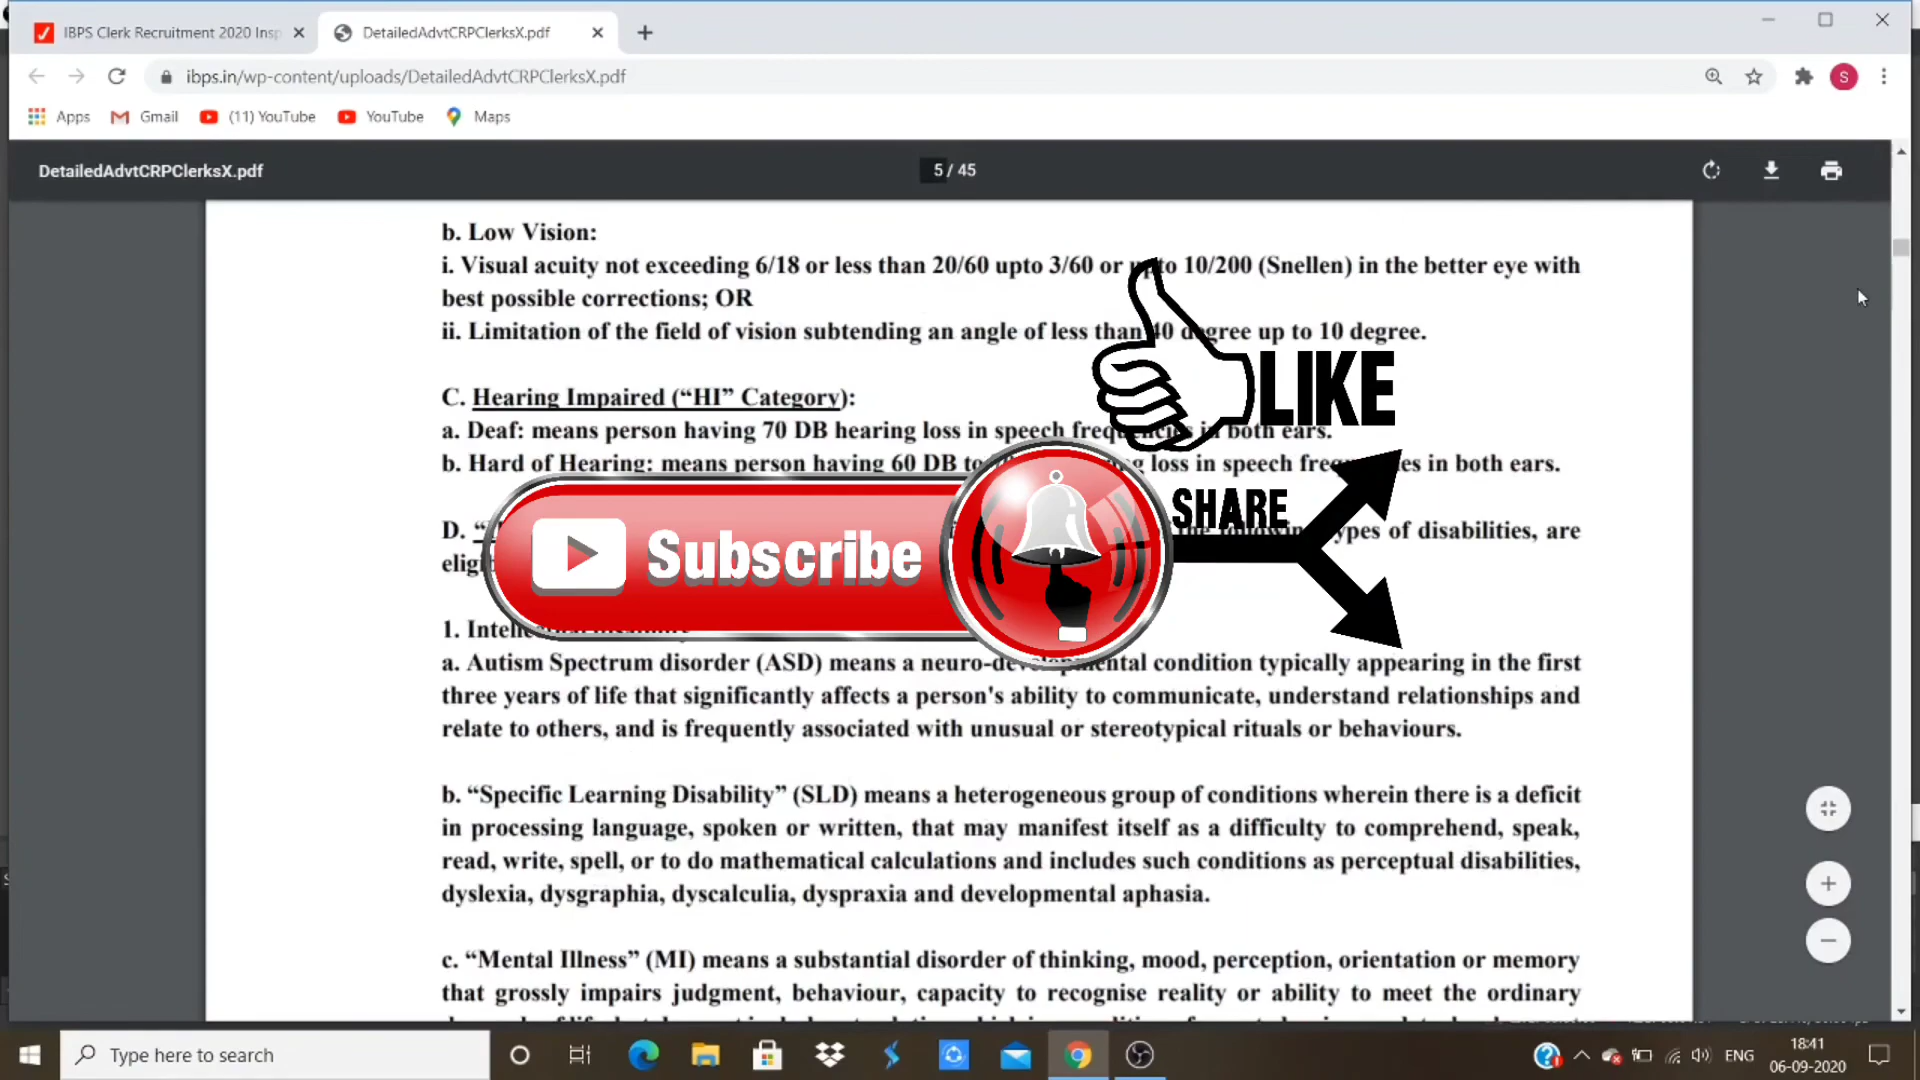 IBPS Clerk Recruitment 2020 Insp
DetailedAdvtCRPClerksX.pdf
ibps.in/wp-content/uploads/DetailedAdvtCRPClerksX.pdf
S
Apps
Gmail
(11) YouTube
YouTube
Maps
DetailedAdvtCRPClerksX.pdf
5 / 45
b. Low Vision:
i. Visual acuity not exceeding 6/18 or less than 20/60 upto 3/60 or upto 10/200 (Snellen) in the better eye with
best possible corrections; OR
ii. Limitation of the field of vision subtending an angle of less than 40 degree up to 10 degree.
LIKE
C. Hearing Impaired (“HI” Category):
a. Deaf: means person having 70 DB hearing loss in speech frequencies in both ears.
b. Hard of Hearing: means person having 60 DB to loss in speech frequencies in both ears.
SHARE
D. types of disabilities, are
Subscribe
1.
a. Autism Spectrum disorder (ASD) means a neuro-developmental condition typically appearing in the first
three years of life that significantly affects a person's ability to communicate, understand relationships and
relate to others, and is frequently associated with unusual or stereotypical rituals or behaviours.
b. “Specific Learning Disability” (SLD) means a heterogeneous group of conditions wherein there is a deficit
in processing language, spoken or written, that may manifest itself as a difficulty to comprehend, speak,
read, write, spell, or to do mathematical calculations and includes such conditions as perceptual disabilities,
dyslexia, dysgraphia, dyscalculia, dyspraxia and developmental aphasia.
c. “Mental Illness” (MI) means a substantial disorder of thinking, mood, perception, orientation or memory
that grossly impairs judgment, behaviour, capacity to recognise reality or ability to meet the ordinary
Type here to search
ENG
18:41
06-09-2020